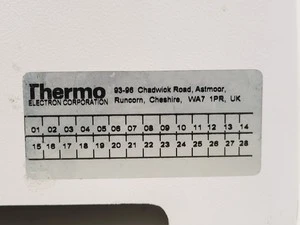 Thermo
ELECTRON CORPORATION
93-96 Chadwick Road, Astmoor,
Runcorn, Cheshire, WA7 1PR, UK
01 02 03 04 05 06 07 08 09 10 11 12 13 14
15 16 17 18 19 20 21 22 23 24 25 26 27 28